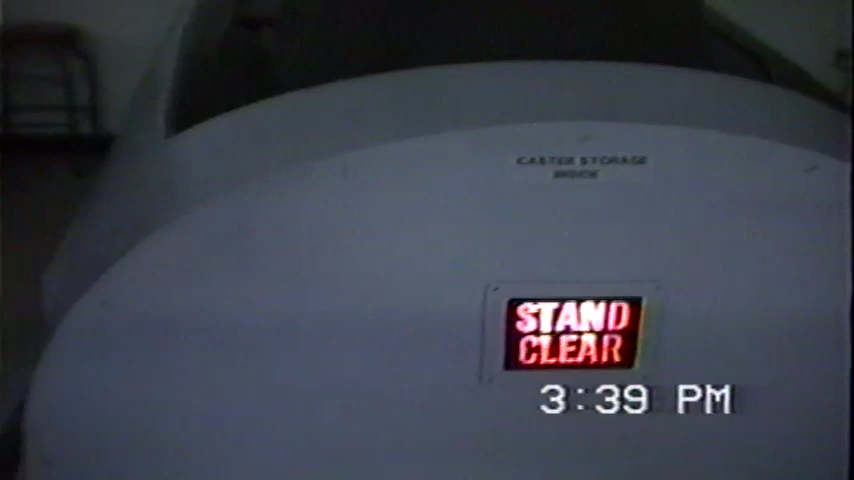 CASTER STORAGE
INSIDE
STAND
CLEAR
3:39 PM